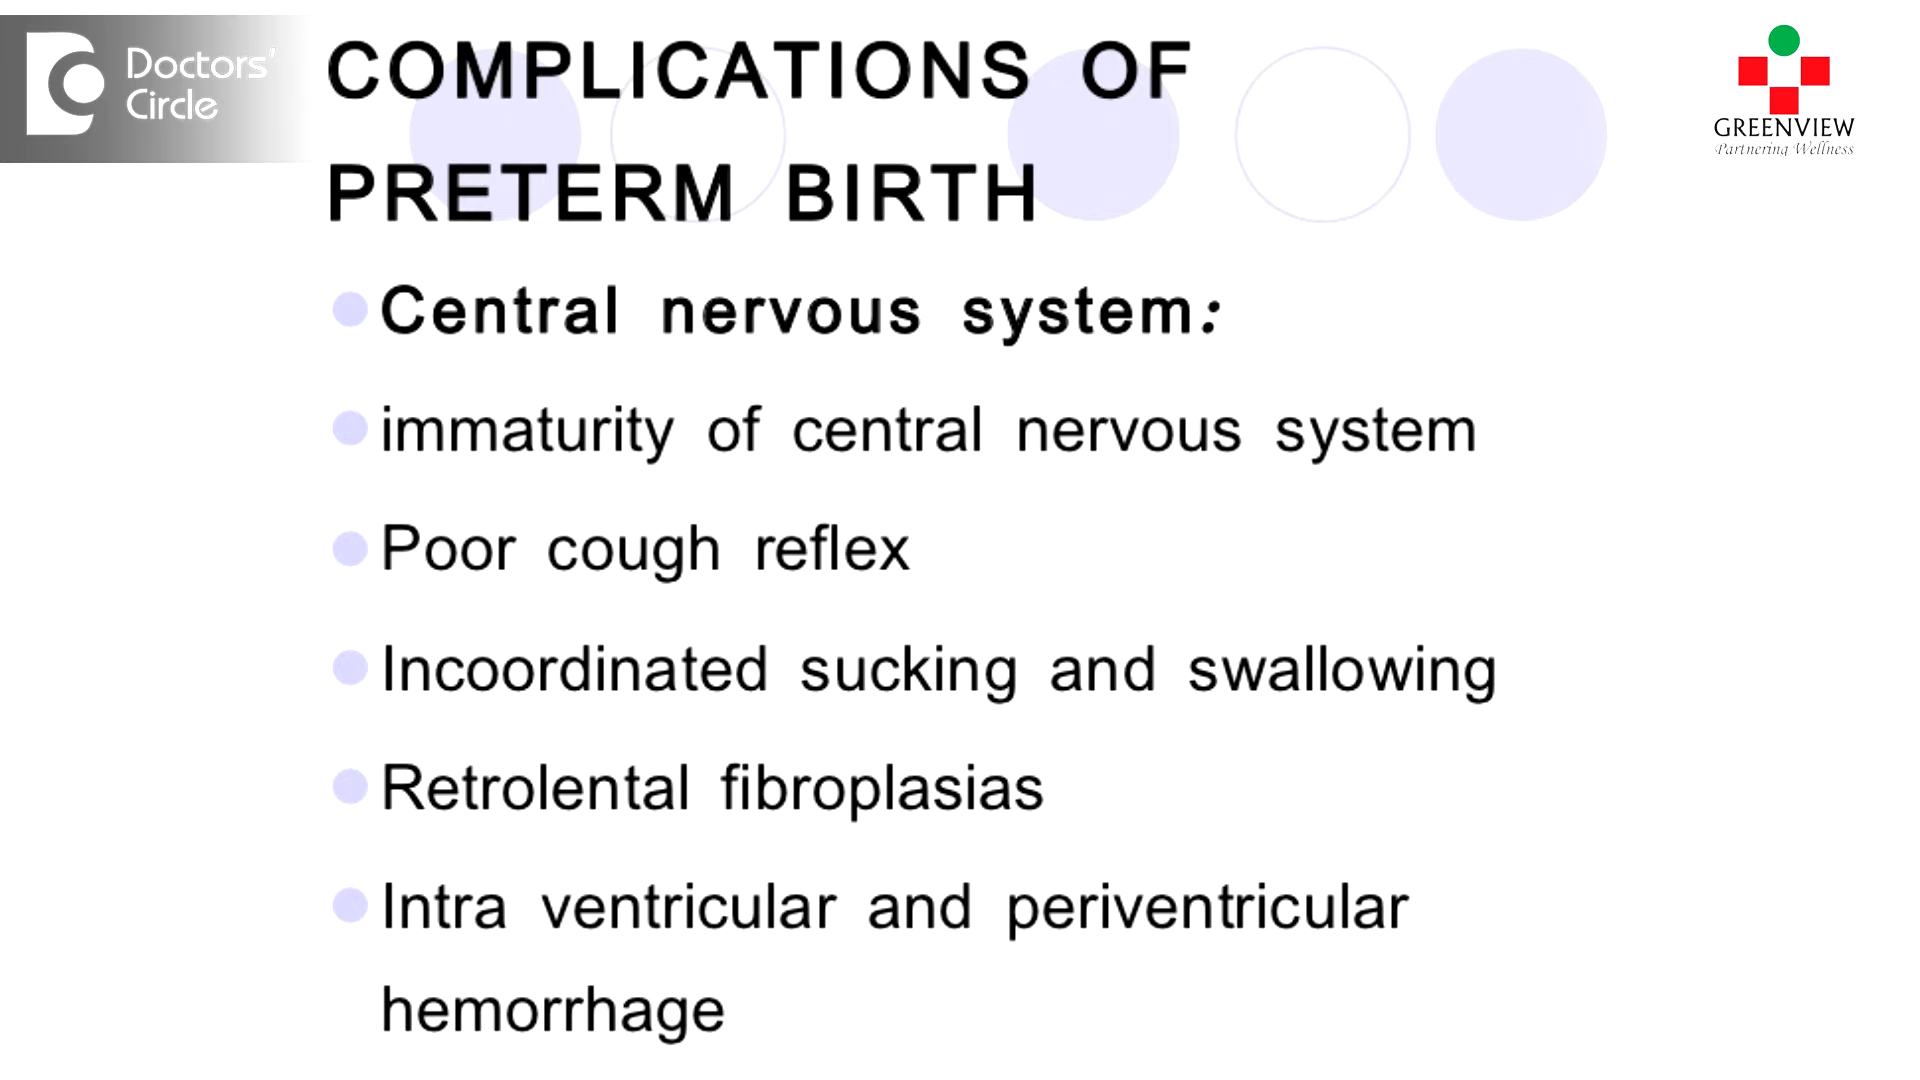 Doctors'
Circle
COMPLICATIONS OF
PRETERM BIRTH
GREENVIEW
Partnering Wellness
Central nervous system:
immaturity of central nervous system
Poor cough reflex
Incoordinated sucking and swallowing
Retrolental fibroplasias
Intra ventricular and periventricular
hemorrhage